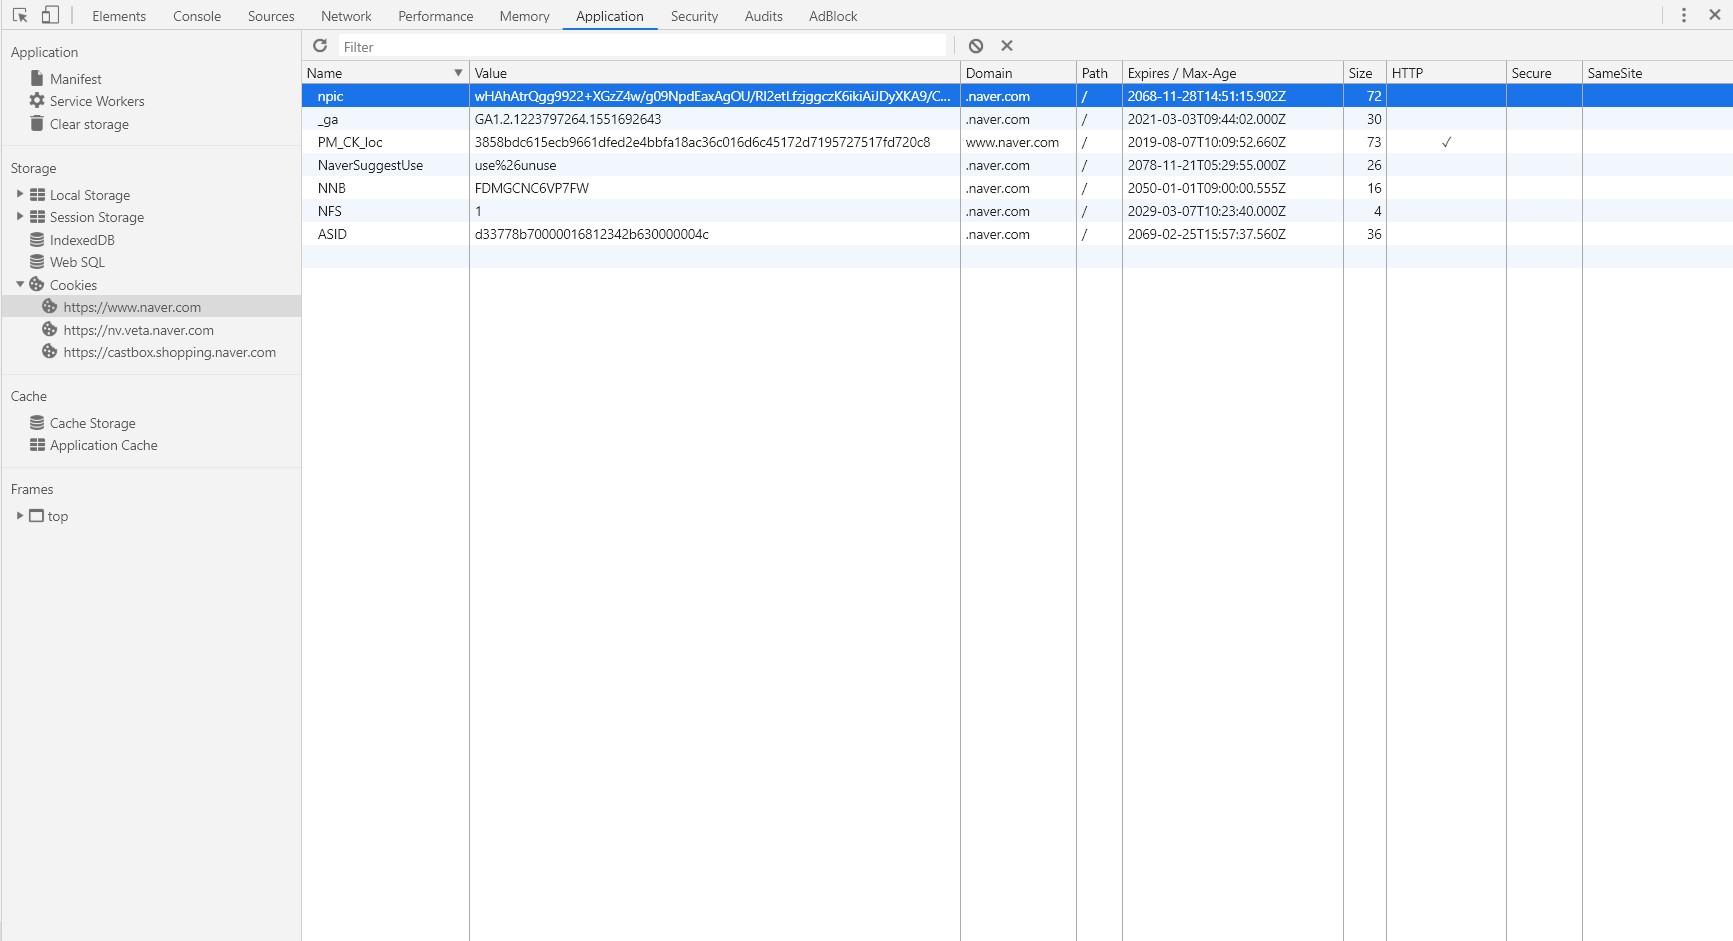 Elements Console Sources Network Performance Memory Application Security Audits AdBlock
Application
Manifest
Service Workers
Clear storage
Storage
Local Storage
Session Storage
IndexedDB
Web SQL
Cookies
https://www.naver.com
https://nv.veta.naver.com
https://castbox.shopping.naver.com
Cache
Cache Storage
Application Cache
Frames
top
Filter
Name Value Domain Path Expires / Max-Age Size HTTP Secure SameSite
npic wHAhAtrQgg9922+XGzZ4w/g09NpdEaxAgOU/Rl2etLfzjggczK6ikiAiJDyXKA9/C... .naver.com / 2068-11-28T14:51:15.902Z 72
_ga GA1.2.1223797264.1551692643 .naver.com / 2021-03-03T09:44:02.000Z 30
PM_CK_loc 3858bdc615ecb9661dfed2e4bbfa18ac36c016d6c45172d7195727517fd720c8 www.naver.com / 2019-08-07T10:09:52.660Z 73 ✓
NaverSuggestUse use%26unuse .naver.com / 2078-11-21T05:29:55.000Z 26
NNB FDMGCNC6VP7FW .naver.com / 2050-01-01T09:00:00.555Z 16
NFS 1 .naver.com / 2029-03-07T10:23:40.000Z 4
ASID d33778b70000016812342b630000004c .naver.com / 2069-02-25T15:57:37.560Z 36